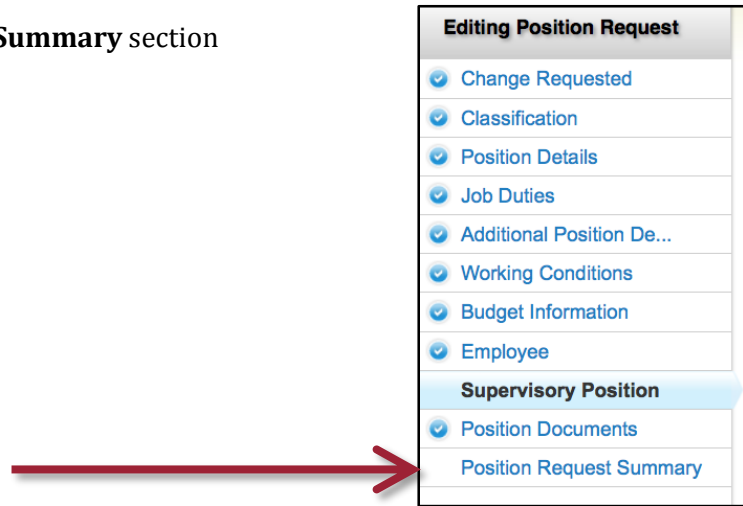 Summary section
Editing Position Request
Change Requested
Classification
Position Details
Job Duties
Additional Position De...
Working Conditions
Budget Information
Employee
Supervisory Position
Position Documents
Position Request Summary